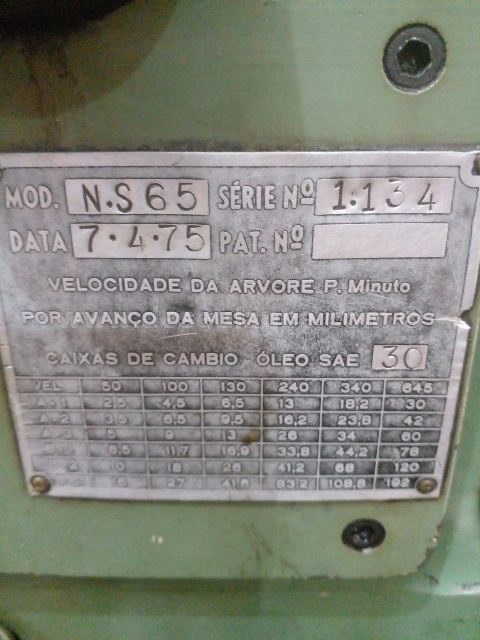 MOD. N.S65 SÉRIE Nº 1.134
DATA 7.4.75 PAT. Nº
VELOCIDADE DA ARVORE P. Minuto
POR AVANÇO DA MESA EM MILIMETROS
CAIXAS DE CAMBIO ÓLEO SAE 30
VEL 50 100 130 240 340 645
A-1 2,5 4,5 6,5 13 18,2 30
A-2 3,5 6,5 9,5 16,2 23,8 42
A-3 5 9 13 26 34 60
6,5 11,7 16,9 33,8 44,2 78
2 10 18 26 41,2 68 120
27 83,2 108,8 192